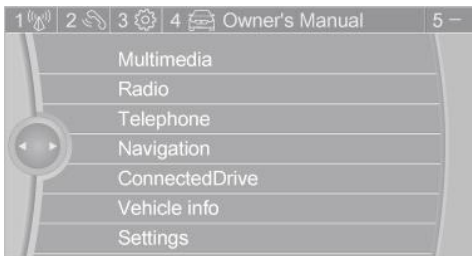 1 2 3 4 Owner's Manual 5 –
Multimedia
Radio
Telephone
Navigation
ConnectedDrive
Vehicle info
Settings